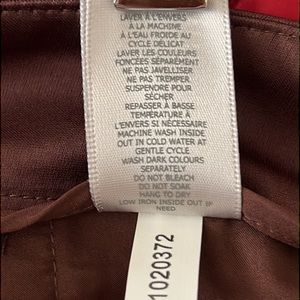 LAVER À L'ENVERS
A LA MACHINE
À L'EAU FROIDE AU
CYCLE DÉLICAT
LAVER LES COULEURS
FONCÉES SÉPARÉMENT
NE PAS JAVELLISER
NE PAS TREMPER
SUSPENDRE POUR
SÉCHER
REPASSER À BASSE
TEMPÉRATURE À
L'ENVERS SI NÉCESSAIRE
MACHINE WASH INSIDE
OUT IN COLD WATER AT
GENTLE CYCLE
WASH DARK COLOURS
SEPARATELY
DO NOT BLEACH
DO NOT SOAK
HANG TO DRY
LOW IRON INSIDE OUT IF
NEED
1020372